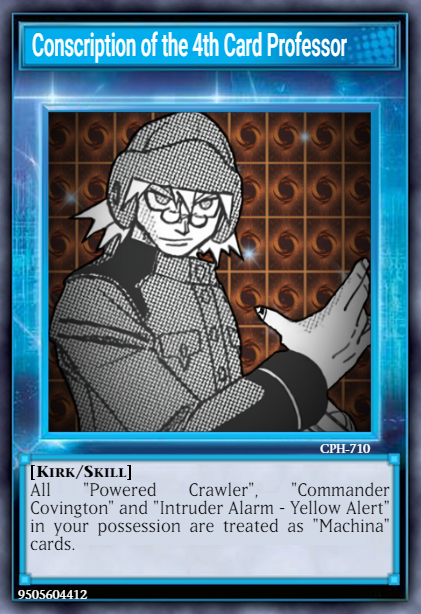 Conscription of the 4th Card Professor
CPH-710
[KIRK/SKILL]
All "Powered Crawler", "Commander
Covington" and "Intruder Alarm - Yellow Alert"
in your possession are treated as "Machina"
cards.
9505604412